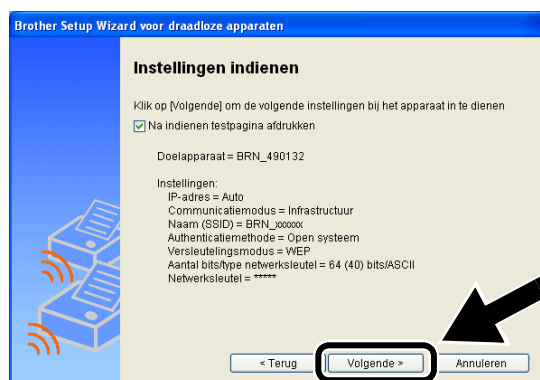 Brother Setup Wizard voor draadloze apparaten
Instellingen indienen
Klik op [Volgende] om de volgende instellingen bij het apparaat in te dienen
Na indienen testpagina afdrukken
Doelapparaat = BRN_490132
Instellingen:
IP-adres = Auto
Communicatiemodus = Infrastructuur
Naam (SSID) = BRN_xxxxxx
Authenticatiemethode = Open systeem
Versleutelingsmodus = WEP
Aantal bits/type netwerksleutel = 64 (40) bits/ASCII
Netwerksleutel = *****
« Terug
Volgende »
Annuleren